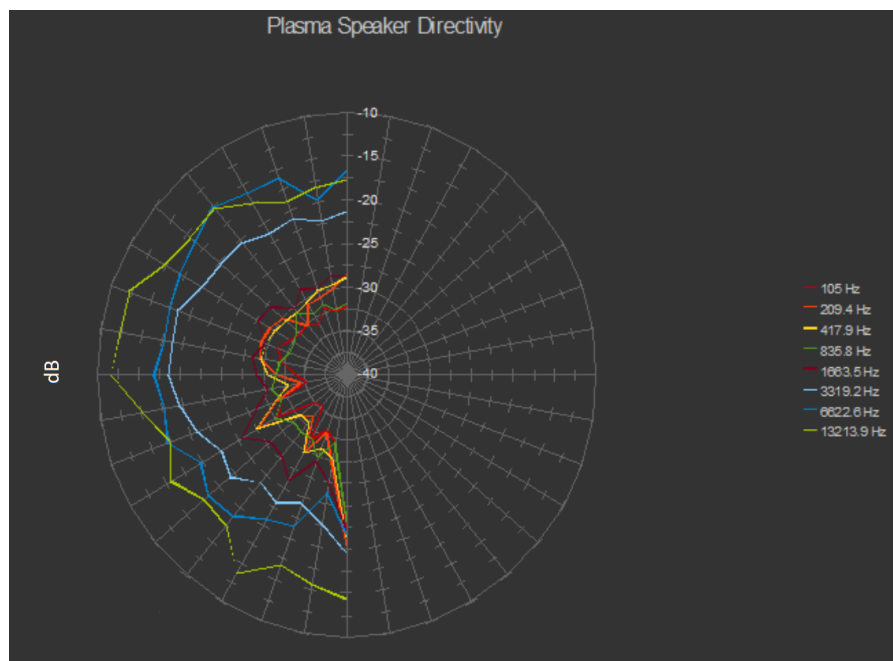 Plasma Speaker Directivity
-10
-15
-20
-25
-30
-35
-40
dB
105 Hz
209.4 Hz
417.9 Hz
835.8 Hz
1663.5 Hz
3319.2 Hz
6622.6 Hz
13213.9 Hz